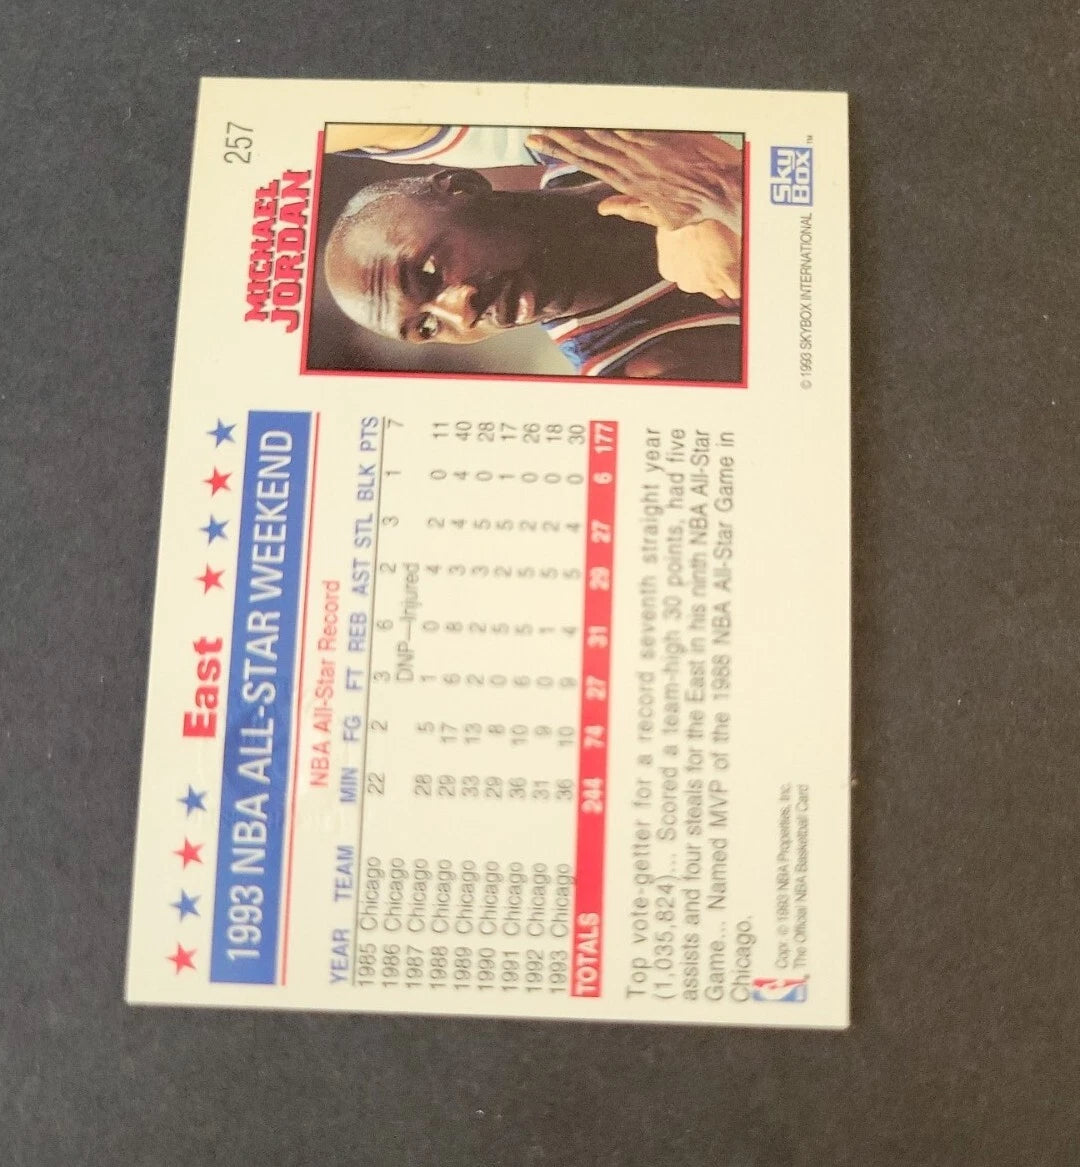 257
MICHAEL
JORDAN
East
1993 NBA ALL-STAR WEEKEND
NBA All-Star Record
YEAR TEAM MIN FG FT REB AST STL BLK PTS
1985 Chicago 22 2 3 6 2 3 1 7
1986 Chicago DNP—Injured
1987 Chicago 28 5 1 0 4 2 0 11
1988 Chicago 29 17 6 8 3 4 4 40
1989 Chicago 33 13 2 2 3 5 0 28
1990 Chicago 29 8 0 5 2 5 1 17
1991 Chicago 36 10 6 5 5 2 0 26
1992 Chicago 31 9 0 1 5 2 0 18
1993 Chicago 36 10 9 4 5 4 0 30
TOTALS 244 74 27 31 29 27 6 177
Top vote-getter for a record seventh straight year
(1,035,824)... Scored a team-high 30 points, had five
assists and four steals for the East in his ninth NBA All-Star
Game... Named MVP of the 1988 NBA All-Star Game in
Chicago.
Copr. © 1993 NBA Properties, Inc.
The Official NBA Basketball Card
© 1993 SKYBOX INTERNATIONAL
SkyBox™